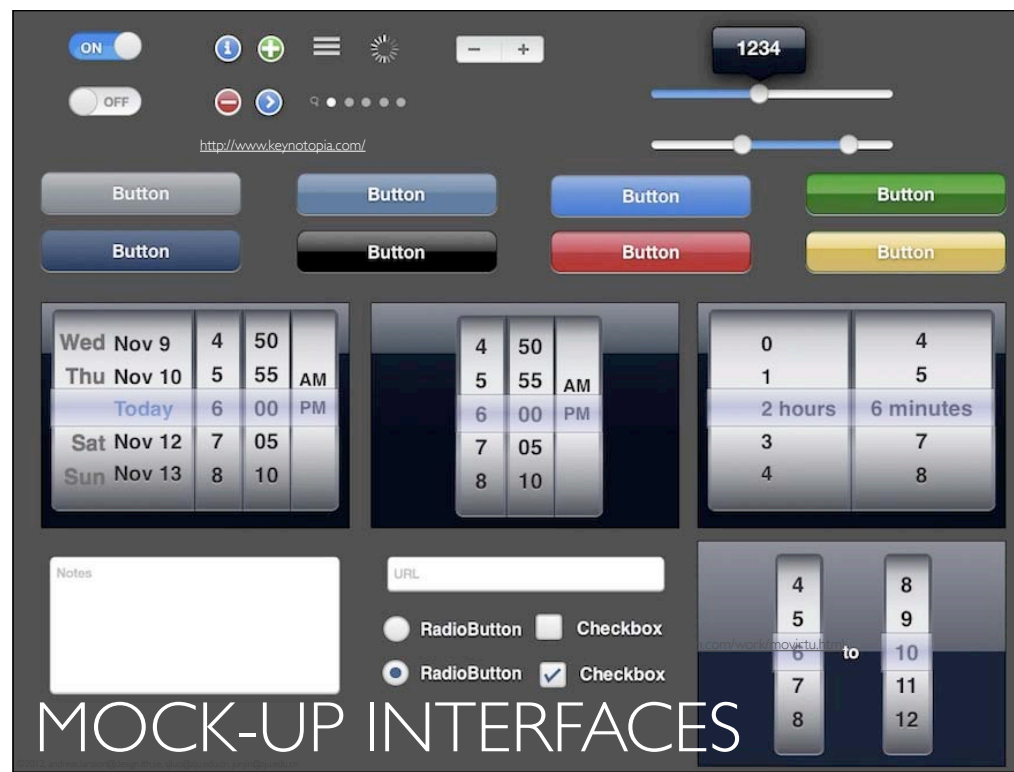 ON
1234
OFF
http://www.keynotopia.com/
Button Button Button Button
Button Button Button Button
Wed Nov 9 4 50
Thu Nov 10 5 55 AM
Today 6 00 PM
Sat Nov 12 7 05
Sun Nov 13 8 10
4 50
5 55 AM
6 00 PM
7 05
8 10
0 4
1 5
2 hours 6 minutes
3 7
4 8
Notes
URL
RadioButton Checkbox
RadioButton Checkbox
4 8
5 9
.com/work/movictu.html
6 to 10
7 11
8 12
MOCK-UP INTERFACES